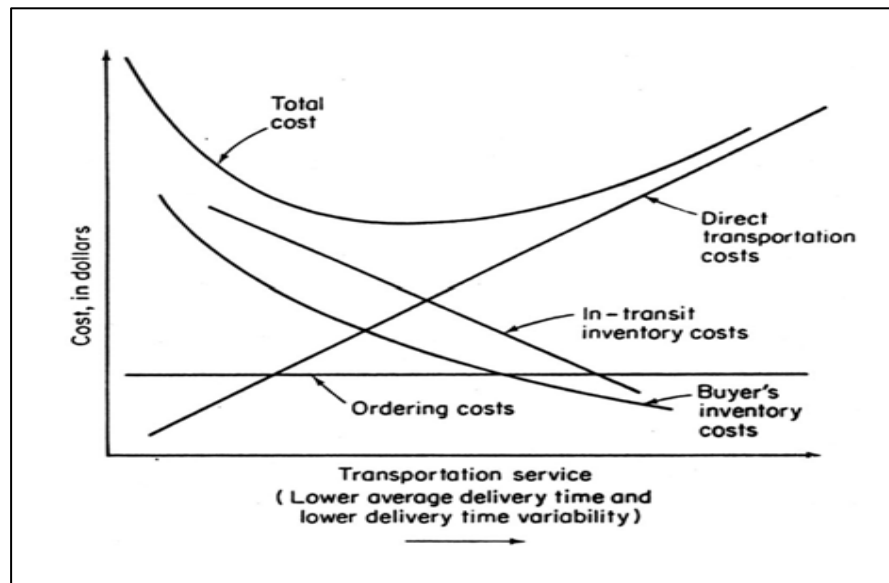 Total
cost
Cost, in dollars
Direct
transportation
costs
In-transit
inventory costs
Ordering costs
Buyer's
inventory
costs
Transportation service
(Lower average delivery time and
lower delivery time variability)